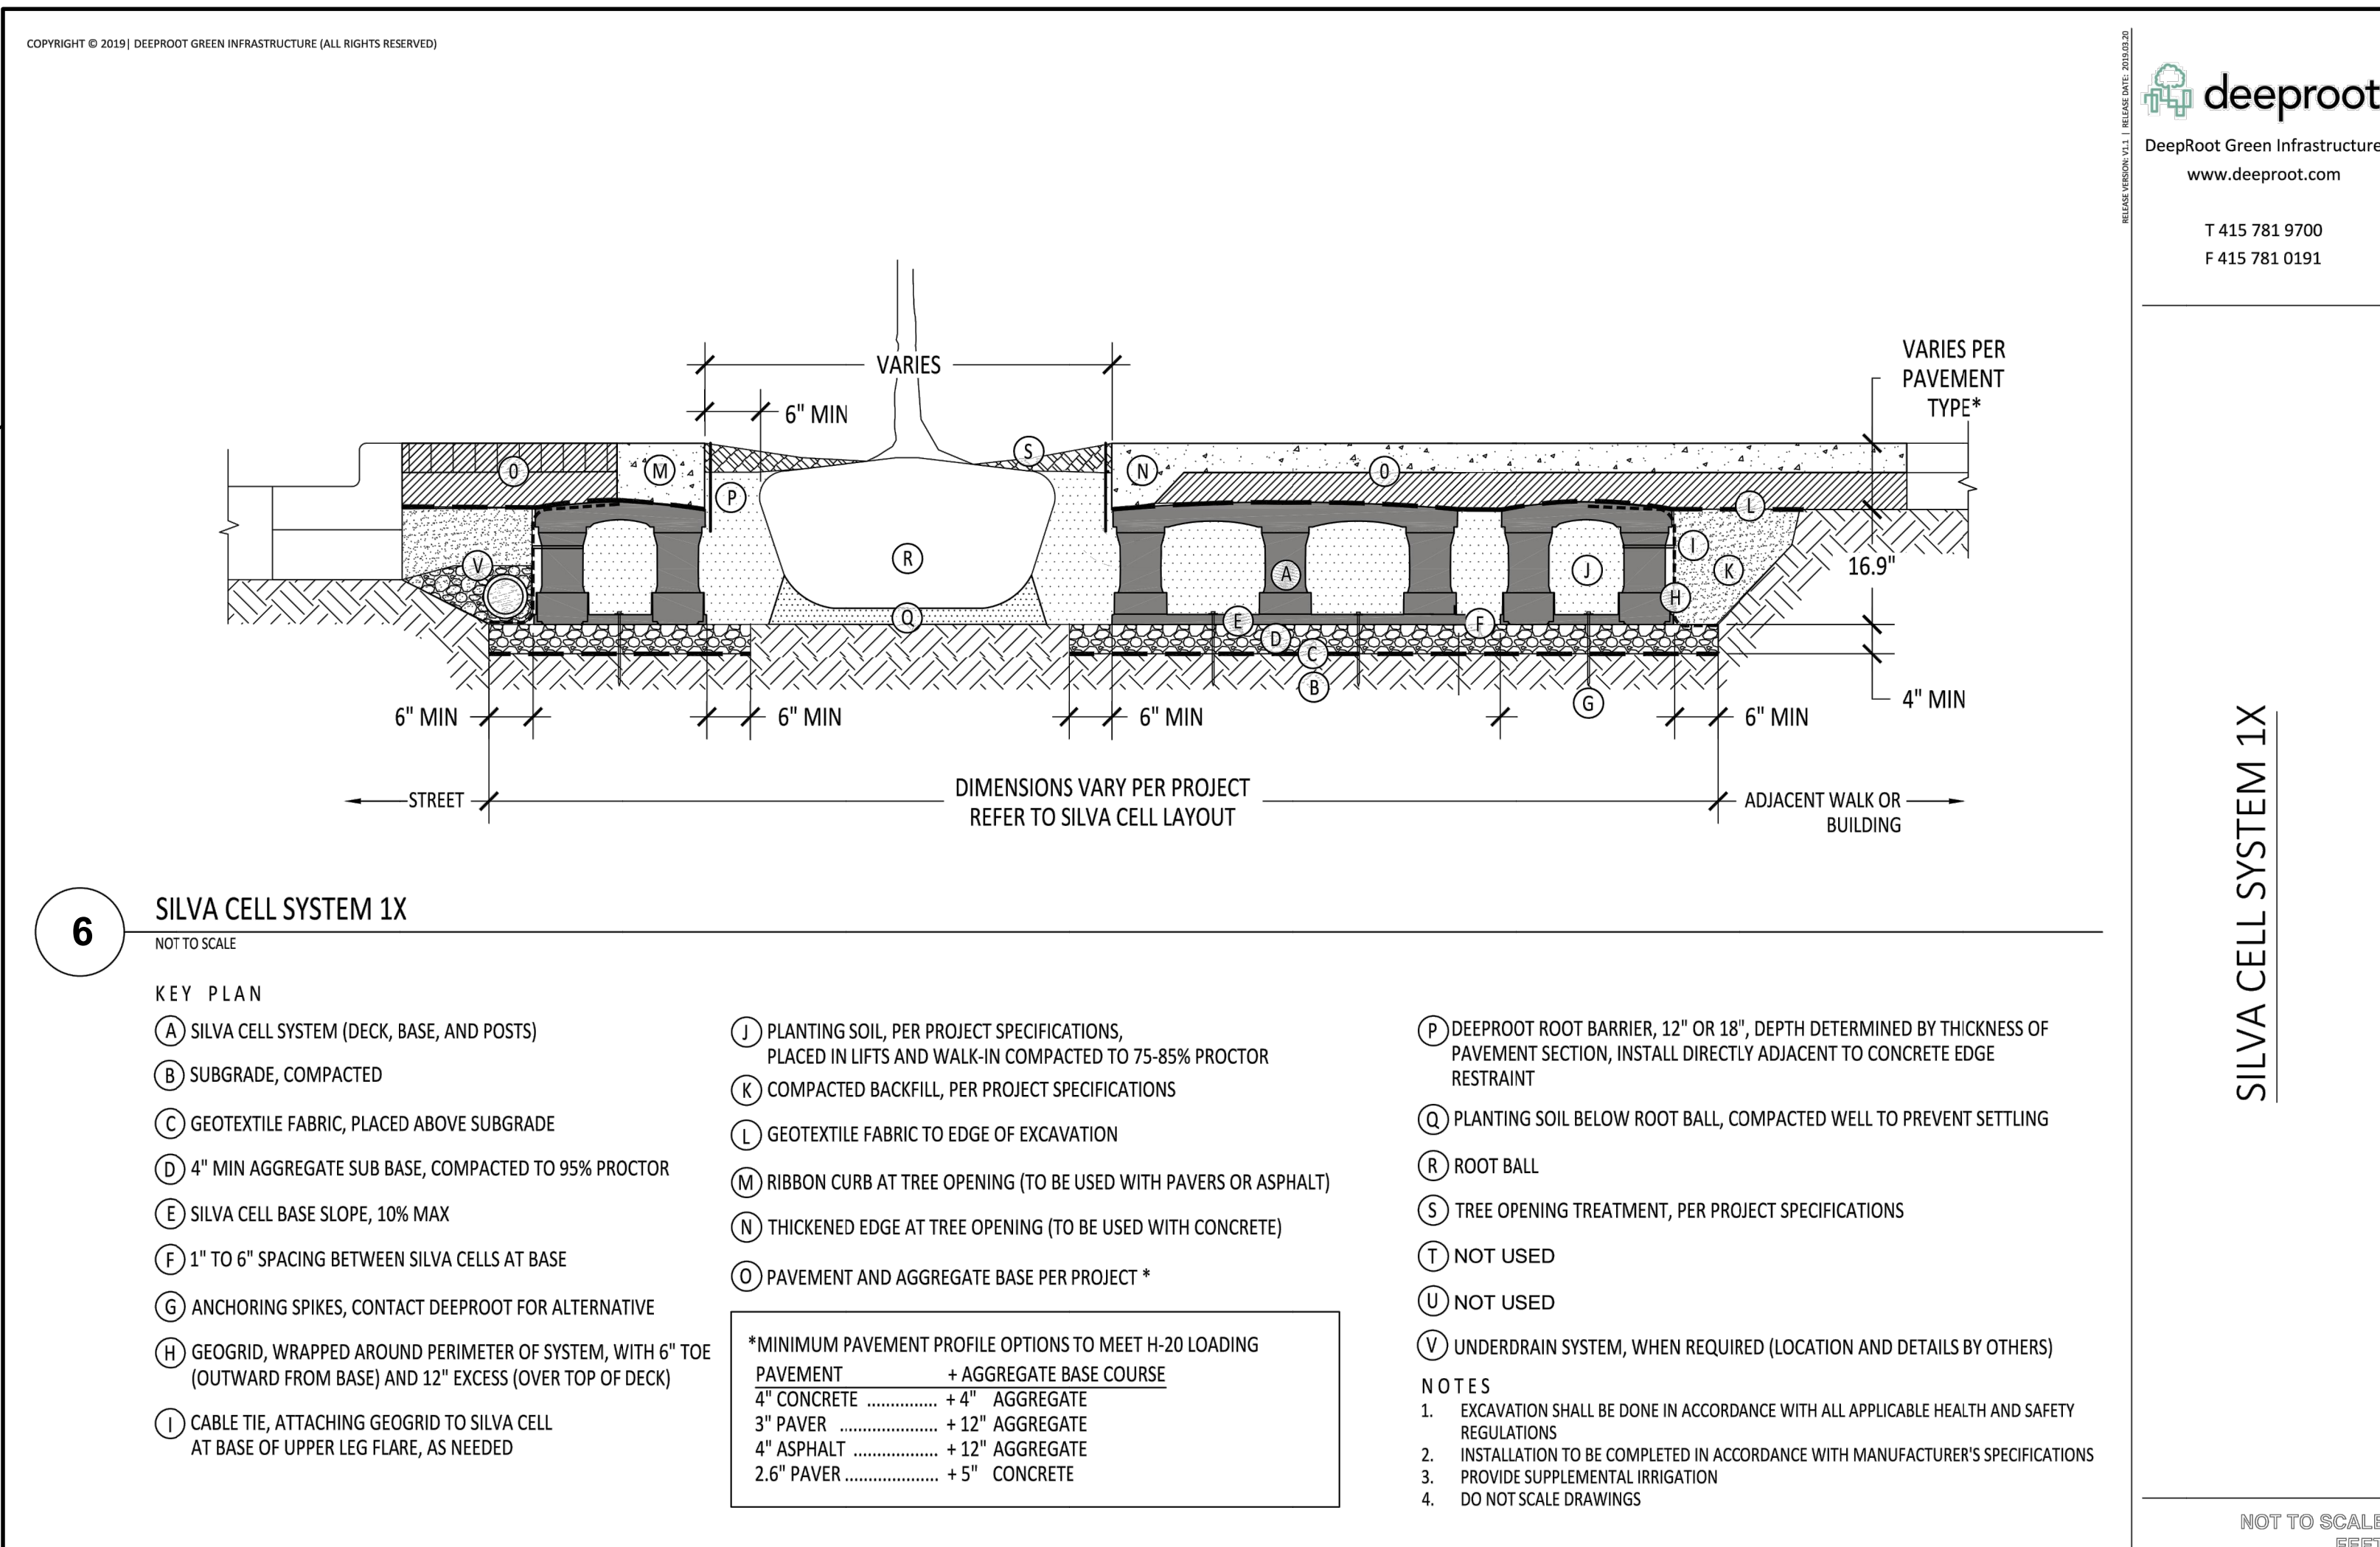 COPYRIGHT © 2019| DEEPROOT GREEN INFRASTRUCTURE (ALL RIGHTS RESERVED)
RELEASE VERSION: V1.1 | RELEASE DATE: 2019.03.20
deeproot
DeepRoot Green Infrastructure
www.deeproot.com
T 415 781 9700
F 415 781 0191
VARIES
6" MIN
VARIES PER
PAVEMENT
TYPE*
O
M
P
S
N
O
L
V
R
A
J
I
K
H
16.9"
Q
E
D
F
C
B
G
4" MIN
6" MIN
6" MIN
6" MIN
6" MIN
STREET
DIMENSIONS VARY PER PROJECT
REFER TO SILVA CELL LAYOUT
ADJACENT WALK OR
BUILDING
SILVA CELL SYSTEM 1X
6
SILVA CELL SYSTEM 1X
NOT TO SCALE
KEY PLAN
A SILVA CELL SYSTEM (DECK, BASE, AND POSTS)
B SUBGRADE, COMPACTED
C GEOTEXTILE FABRIC, PLACED ABOVE SUBGRADE
D 4" MIN AGGREGATE SUB BASE, COMPACTED TO 95% PROCTOR
E SILVA CELL BASE SLOPE, 10% MAX
F 1" TO 6" SPACING BETWEEN SILVA CELLS AT BASE
G ANCHORING SPIKES, CONTACT DEEPROOT FOR ALTERNATIVE
H GEOGRID, WRAPPED AROUND PERIMETER OF SYSTEM, WITH 6" TOE
(OUTWARD FROM BASE) AND 12" EXCESS (OVER TOP OF DECK)
I CABLE TIE, ATTACHING GEOGRID TO SILVA CELL
AT BASE OF UPPER LEG FLARE, AS NEEDED
J PLANTING SOIL, PER PROJECT SPECIFICATIONS,
PLACED IN LIFTS AND WALK-IN COMPACTED TO 75-85% PROCTOR
K COMPACTED BACKFILL, PER PROJECT SPECIFICATIONS
L GEOTEXTILE FABRIC TO EDGE OF EXCAVATION
M RIBBON CURB AT TREE OPENING (TO BE USED WITH PAVERS OR ASPHALT)
N THICKENED EDGE AT TREE OPENING (TO BE USED WITH CONCRETE)
O PAVEMENT AND AGGREGATE BASE PER PROJECT *
*MINIMUM PAVEMENT PROFILE OPTIONS TO MEET H-20 LOADING
PAVEMENT + AGGREGATE BASE COURSE
4" CONCRETE ............... + 4" AGGREGATE
3" PAVER ..................... + 12" AGGREGATE
4" ASPHALT .................. + 12" AGGREGATE
2.6" PAVER .................... + 5" CONCRETE
P DEEPROOT ROOT BARRIER, 12" OR 18", DEPTH DETERMINED BY THICKNESS OF
PAVEMENT SECTION, INSTALL DIRECTLY ADJACENT TO CONCRETE EDGE
RESTRAINT
Q PLANTING SOIL BELOW ROOT BALL, COMPACTED WELL TO PREVENT SETTLING
R ROOT BALL
S TREE OPENING TREATMENT, PER PROJECT SPECIFICATIONS
T NOT USED
U NOT USED
V UNDERDRAIN SYSTEM, WHEN REQUIRED (LOCATION AND DETAILS BY OTHERS)
NOTES
1. EXCAVATION SHALL BE DONE IN ACCORDANCE WITH ALL APPLICABLE HEALTH AND SAFETY
REGULATIONS
2. INSTALLATION TO BE COMPLETED IN ACCORDANCE WITH MANUFACTURER'S SPECIFICATIONS
3. PROVIDE SUPPLEMENTAL IRRIGATION
4. DO NOT SCALE DRAWINGS
NOT TO SCALE
FEET